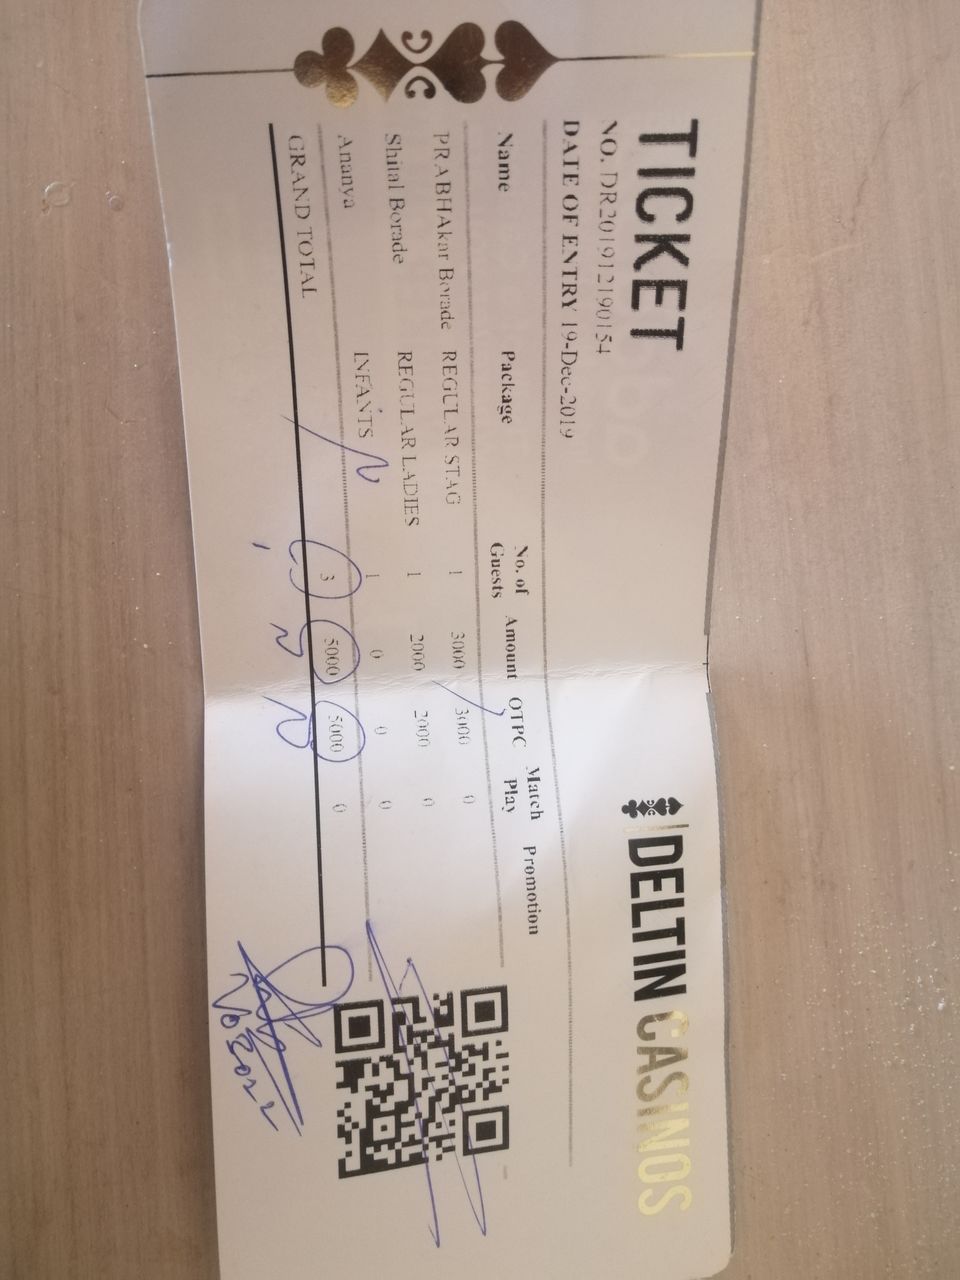 TICKET
DELTIN CASINOS
NO. DR201912190154
DATE OF ENTRY 19-Dec-2019
Name Package No. of Guests Amount OTPC Match Play Promotion
PRABHAkar Borade REGULAR STAG 1 3000 3000 0
Shital Borade REGULAR LADIES 1 2000 2000 0
Ananya INFANTS 1 0 0 0
GRAND TOTAL 3 5000 5000 0